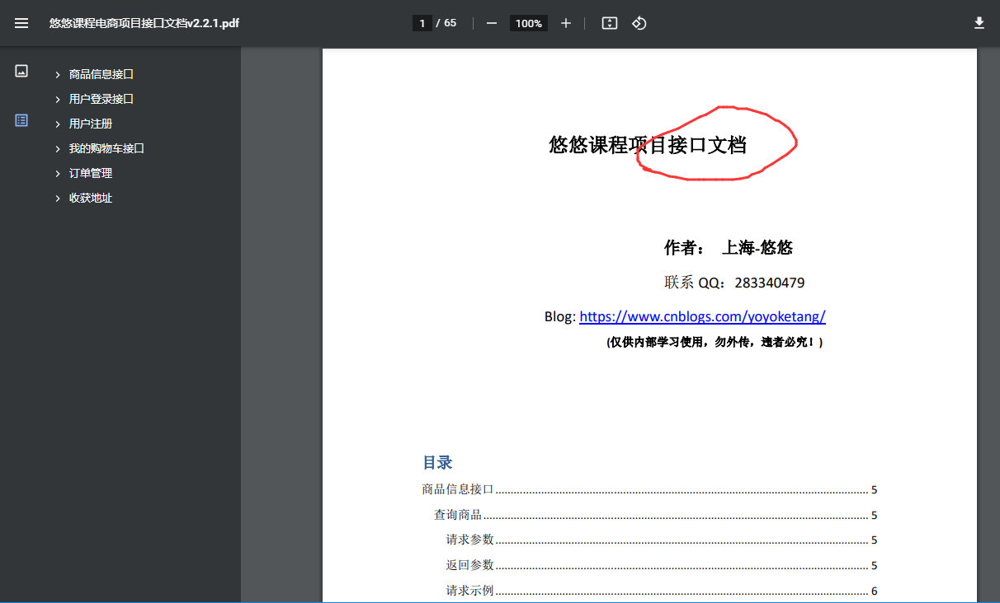 悠悠课程电商项目接口文档v2.2.1.pdf
1 / 65
100%
商品信息接口
用户登录接口
用户注册
我的购物车接口
订单管理
收获地址
悠悠课程项目接口文档
作者： 上海-悠悠
联系 QQ：283340479
Blog: https://www.cnblogs.com/yoyoketang/
(仅供内部学习使用，勿外传，违者必究！)
目录
商品信息接口 5
查询商品 5
请求参数 5
返回参数 5
请求示例 6